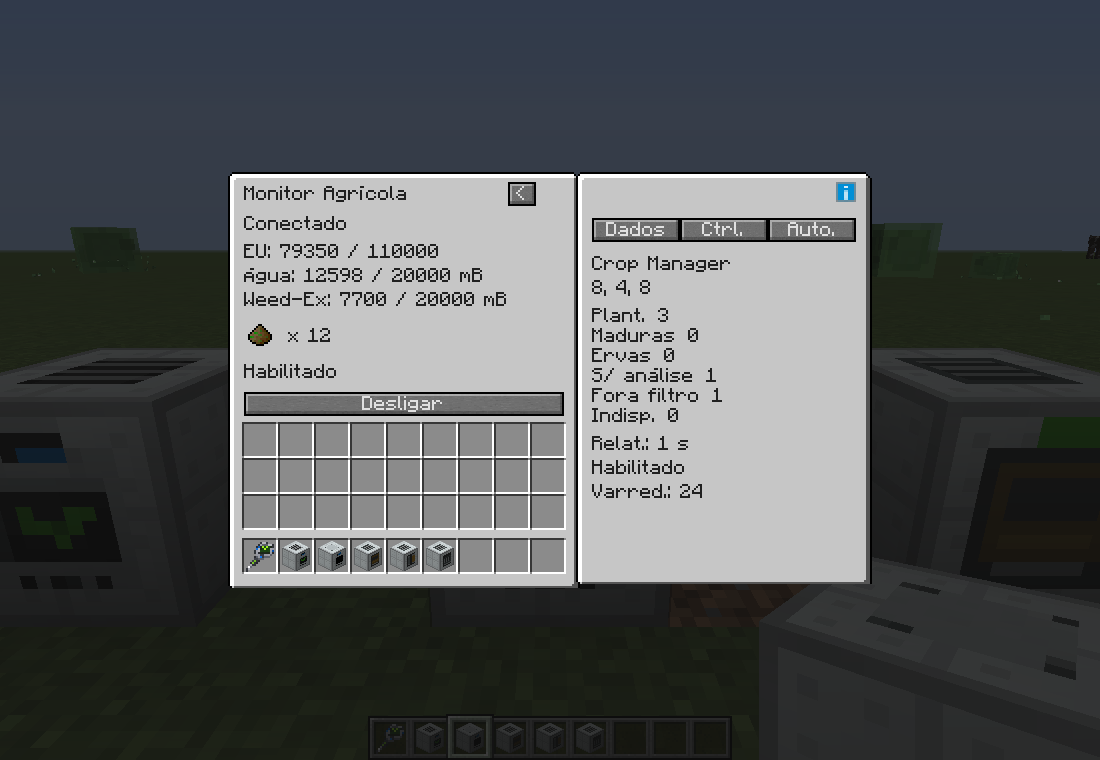 Monitor Agrícola
<
Conectado
EU: 79350 / 110000
Água: 12598 / 20000 mB
Weed-Ex: 7700 / 20000 mB
x 12
Habilitado
Desligar
i
Dados Ctrl. Auto.
Crop Manager
8, 4, 8
Plant. 3
Maduras 0
Ervas 0
S/ análise 1
Fora filtro 1
Indisp. 0
Relat.: 1 s
Habilitado
Varred.: 24